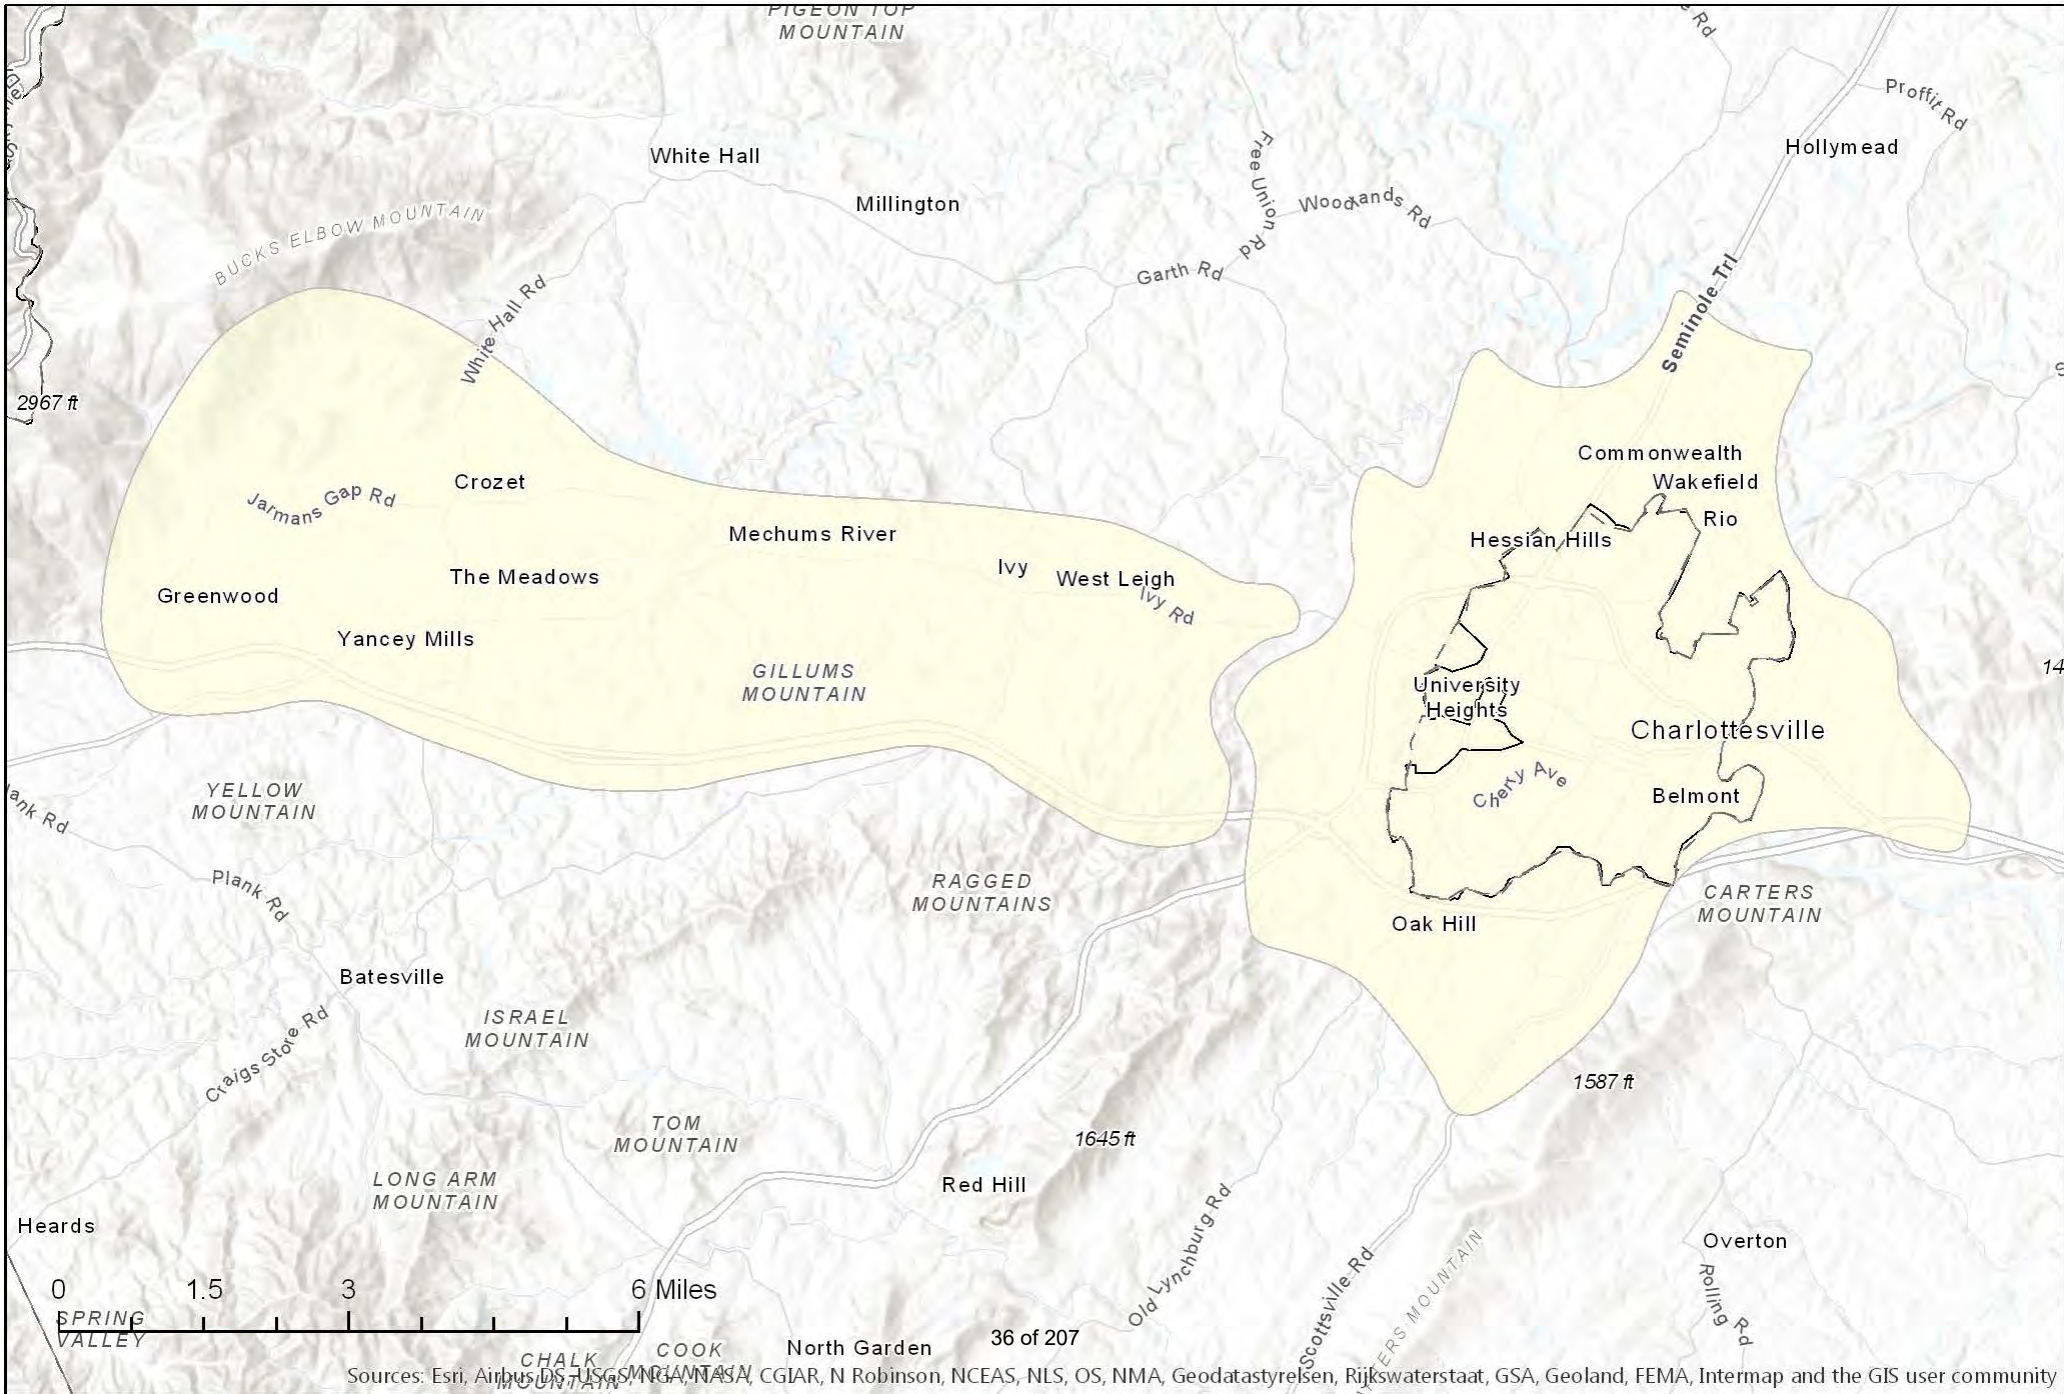 PIGEON TOP
MOUNTAIN
Proffit Rd
Hollymead
White Hall
Millington
Free Union Rd
Woodlands Rd
BUCKS ELBOW MOUNTAIN
Garth Rd
Seminole Trl
White Hall Rd
2967 ft
Commonwealth
Wakefield
Rio
Crozet
Jarmans Gap Rd
Mechums River
Hessian Hills
Ivy
West Leigh
Ivy Rd
The Meadows
Greenwood
Yancey Mills
GILLUMS
MOUNTAIN
14
University
Heights
Charlottesville
Cherry Ave
Belmont
YELLOW
MOUNTAIN
Rd
Plank Rd
RAGGED
MOUNTAINS
CARTERS
MOUNTAIN
Oak Hill
Batesville
ISRAEL
MOUNTAIN
Craigs Store Rd
1587 ft
TOM
MOUNTAIN
1645 ft
LONG ARM
MOUNTAIN
Red Hill
Heards
Old Lynchburg Rd
Scottsville Rd
MOUNTAIN
Overton
Rolling Rd
0 1.5 3 6 Miles
SPRING
VALLEY
North Garden
36 of 207
COOK
MOUNTAIN
CHALK
MOUNTAIN
Sources: Esri, Airbus DS, USGS, NGA, NASA, CGIAR, N Robinson, NCEAS, NLS, OS, NMA, Geodatastyrelsen, Rijkswaterstaat, GSA, Geoland, FEMA, Intermap and the GIS user community